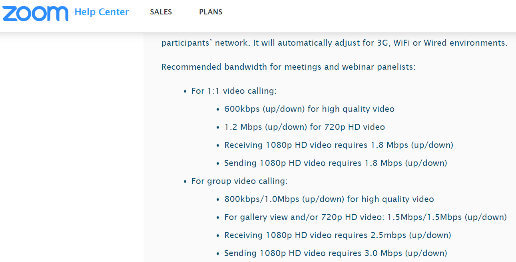 zoom Help Center SALES PLANS
participants' network. It will automatically adjust for 3G, WiFi or Wired environments.
Recommended bandwidth for meetings and webinar panelists:
• For 1:1 video calling:
• 600kbps (up/down) for high quality video
• 1.2 Mbps (up/down) for 720p HD video
• Receiving 1080p HD video requires 1.8 Mbps (up/down)
• Sending 1080p HD video requires 1.8 Mbps (up/down)
• For group video calling:
• 800kbps/1.0Mbps (up/down) for high quality video
• For gallery view and/or 720p HD video: 1.5Mbps/1.5Mbps (up/down)
• Receiving 1080p HD video requires 2.5mbps (up/down)
• Sending 1080p HD video requires 3.0 Mbps (up/down)